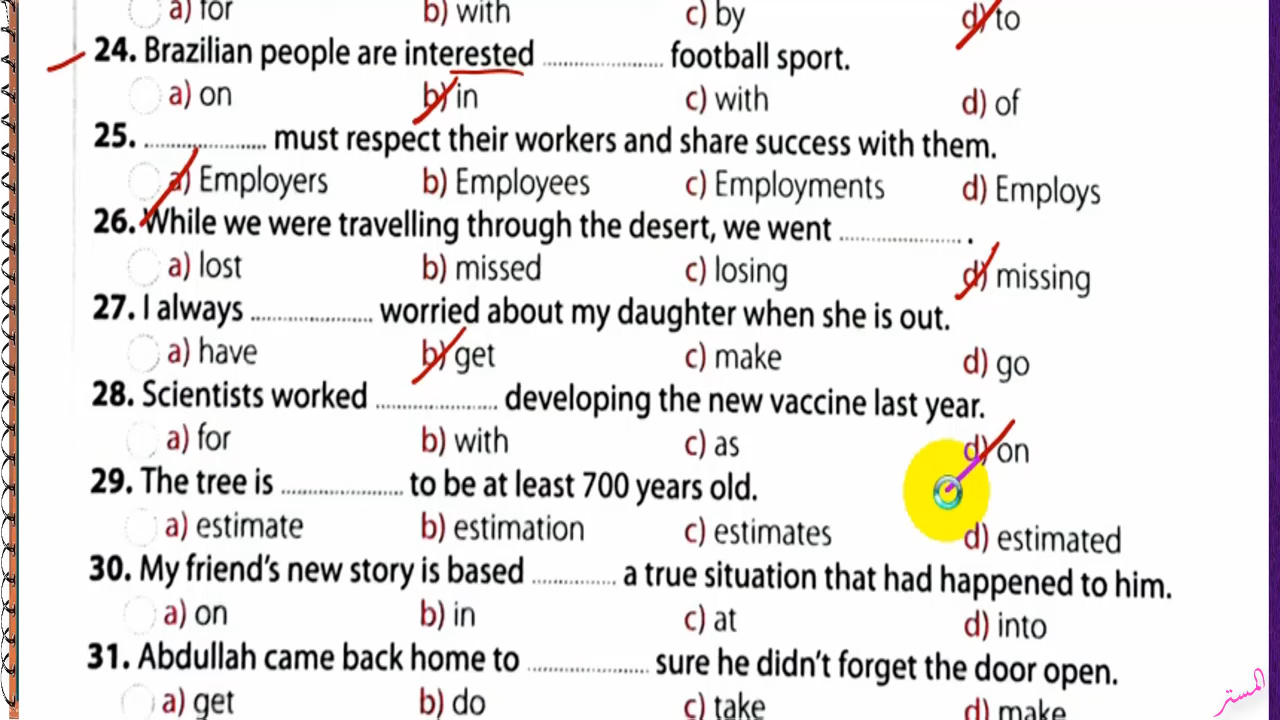 a) for b) with c) by d) to
24. Brazilian people are interested .................... football sport.
a) on b) in c) with d) of
25. .................... must respect their workers and share success with them.
a) Employers b) Employees c) Employments d) Employs
26. While we were travelling through the desert, we went .................... .
a) lost b) missed c) losing d) missing
27. I always .................... worried about my daughter when she is out.
a) have b) get c) make d) go
28. Scientists worked .................... developing the new vaccine last year.
a) for b) with c) as d) on
29. The tree is .................... to be at least 700 years old.
a) estimate b) estimation c) estimates d) estimated
30. My friend's new story is based .............. a true situation that had happened to him.
a) on b) in c) at d) into
31. Abdullah came back home to .................... sure he didn't forget the door open.
a) get b) do c) take d) make
المستر